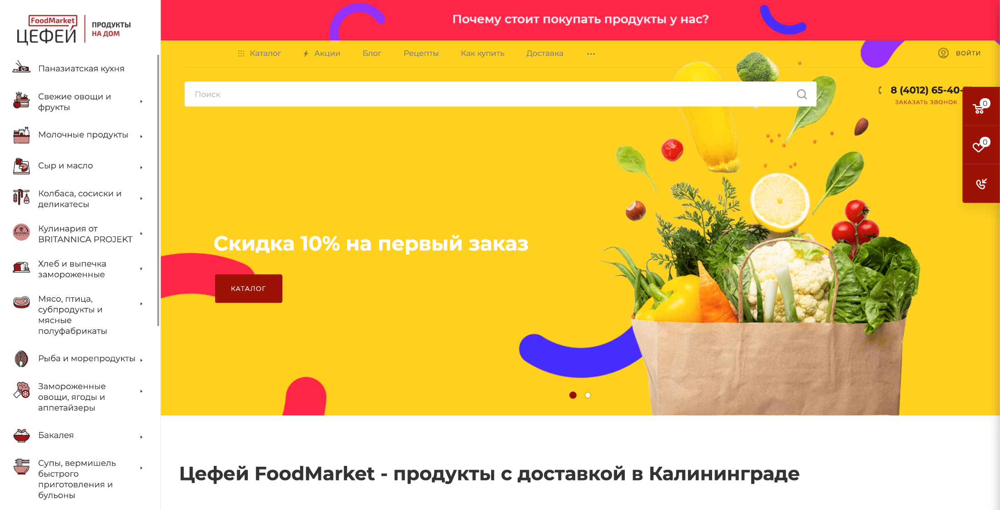 FoodMarket
ЦЕФЕЙ
ПРОДУКТЫ
НА ДОМ
Паназиатская кухня
Свежие овощи и
фрукты
Молочные продукты
Сыр и масло
Колбаса, сосиски и
деликатесы
BRITANNICA
Кулинария от
BRITANNICA PROJEKT
Хлеб и выпечка
замороженные
Мясо, птица,
субпродукты и
мясные
полуфабрикаты
Рыба и морепродукты
Замороженные
овощи, ягоды и
аппетайзеры
Бакалея
Супы, вермишель
быстрого
приготовления и
бульоны
Почему стоит покупать продукты у нас?
Каталог
Акции
Блог
Рецепты
Как купить
Доставка
ВОЙТИ
Поиск
8 (4012) 65-40-
ЗАКАЗАТЬ ЗВОНОК
0
0
Скидка 10% на первый заказ
КАТАЛОГ
Цефей FoodMarket - продукты с доставкой в Калининграде